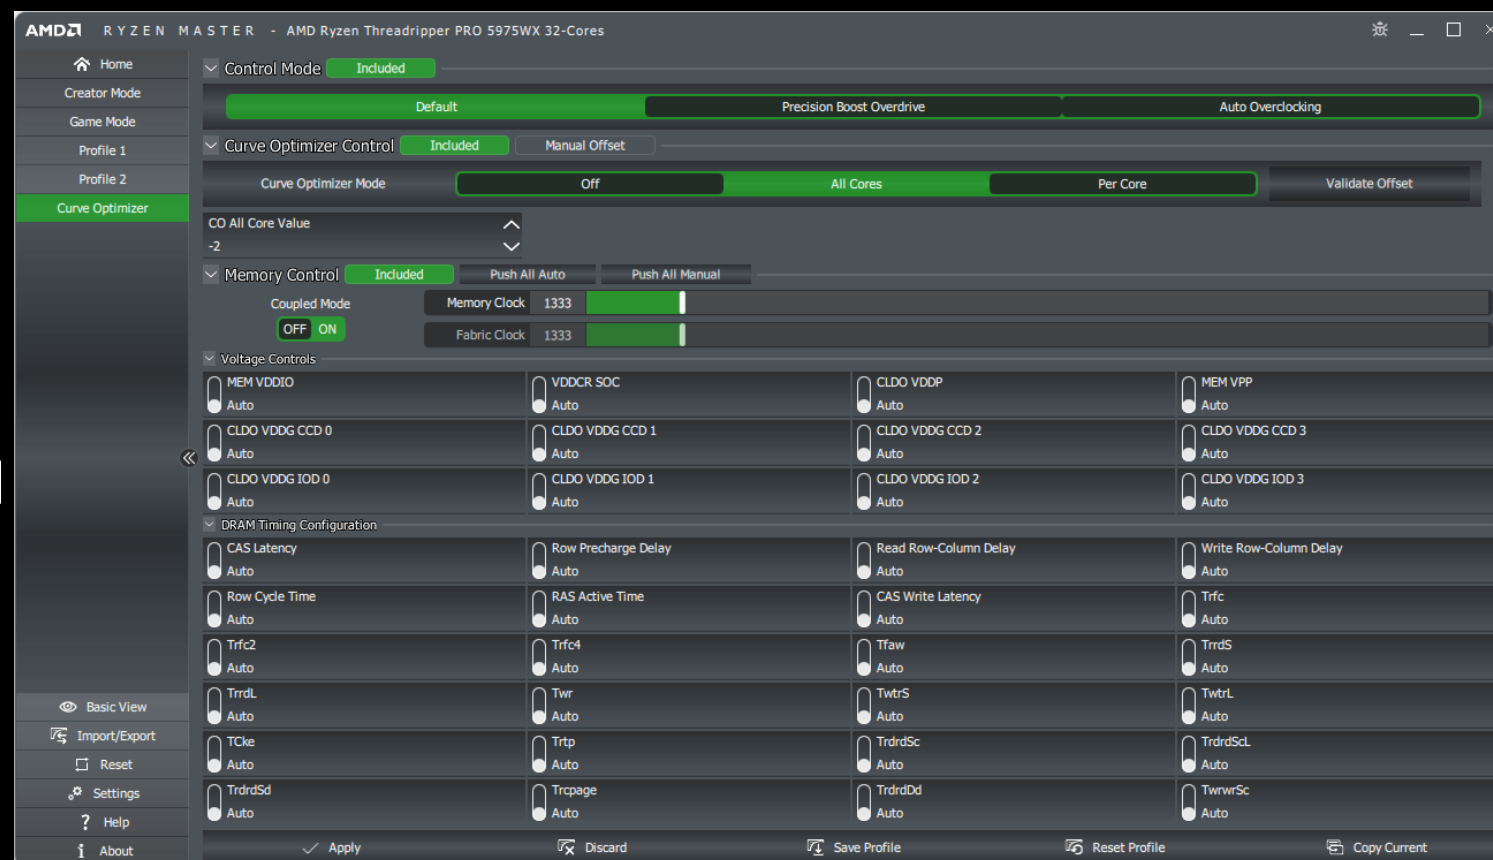 AMD RYZEN MASTER - AMD Ryzen Threadripper PRO 5975WX 32-Cores
Home
Creator Mode
Game Mode
Profile 1
Profile 2
Curve Optimizer
Control Mode Included
Default Precision Boost Overdrive Auto Overclocking
Curve Optimizer Control Included Manual Offset
Curve Optimizer Mode Off All Cores Per Core Validate Offset
CO All Core Value
-2
Memory Control Included Push All Auto Push All Manual
Coupled Mode Memory Clock 1333
OFF ON Fabric Clock 1333
Voltage Controls
MEM VDDIO VDDCR SOC CLDO VDDP MEM VPP
Auto Auto Auto Auto
CLDO VDDG CCD 0 CLDO VDDG CCD 1 CLDO VDDG CCD 2 CLDO VDDG CCD 3
Auto Auto Auto Auto
CLDO VDDG IOD 0 CLDO VDDG IOD 1 CLDO VDDG IOD 2 CLDO VDDG IOD 3
Auto Auto Auto Auto
DRAM Timing Configuration
CAS Latency Row Precharge Delay Read Row-Column Delay Write Row-Column Delay
Auto Auto Auto Auto
Row Cycle Time RAS Active Time CAS Write Latency Trfc
Auto Auto Auto Auto
Trfc2 Trfc4 Tfaw TrrdS
Auto Auto Auto Auto
TrrdL Twr TwtrS TwtrL
Auto Auto Auto Auto
TCke Trtp TrdrdSc TrdrdScL
Auto Auto Auto Auto
TrdrdSd Trcpage TrdrdDd TwrwrSc
Auto Auto Auto Auto
Basic View
Import/Export
Reset
Settings
Help
About
Apply Discard Save Profile Reset Profile Copy Current